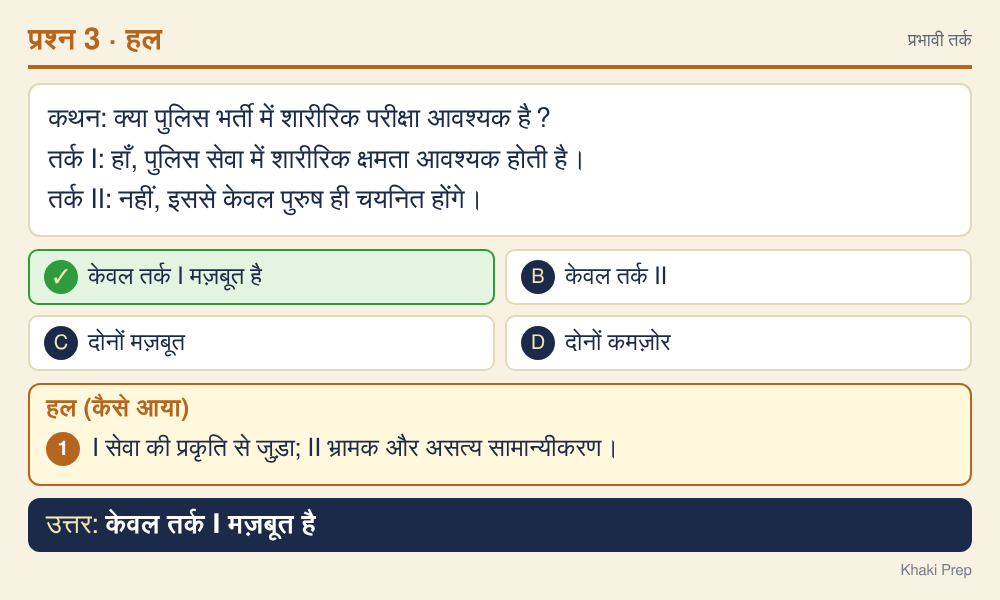 प्रश्न 3 · हल
प्रभावी तर्क
कथन: क्या पुलिस भर्ती में शारीरिक परीक्षा आवश्यक है ?
तर्क I: हाँ, पुलिस सेवा में शारीरिक क्षमता आवश्यक होती है।
तर्क II: नहीं, इससे केवल पुरुष ही चयनित होंगे।
✓ केवल तर्क I मज़बूत है
B केवल तर्क II
C दोनों मज़बूत
D दोनों कमज़ोर
हल (कैसे आया)
1 I सेवा की प्रकृति से जुड़ा; II भ्रामक और असत्य सामान्यीकरण।
उत्तर: केवल तर्क I मज़बूत है
Khaki Prep